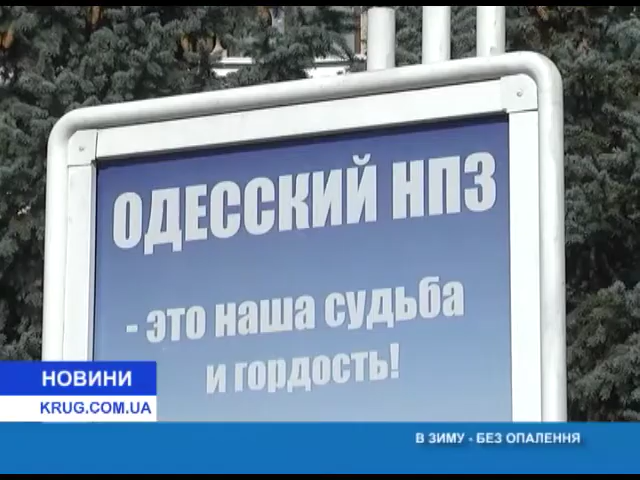 ОДЕССКИЙ НПЗ
- это наша судьба
и гордость!
НОВИНИ
KRUG.COM.UA
В ЗИМУ - БЕЗ ОПАЛЕННЯ